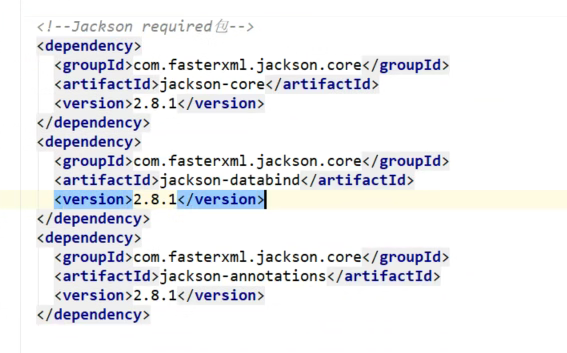 <!--Jackson required包-->
<dependency>
<groupId>com.fasterxml.jackson.core</groupId>
<artifactId>jackson-core</artifactId>
<version>2.8.1</version>
</dependency>
<dependency>
<groupId>com.fasterxml.jackson.core</groupId>
<artifactId>jackson-databind</artifactId>
<version>2.8.1</version>
</dependency>
<dependency>
<groupId>com.fasterxml.jackson.core</groupId>
<artifactId>jackson-annotations</artifactId>
<version>2.8.1</version>
</dependency>